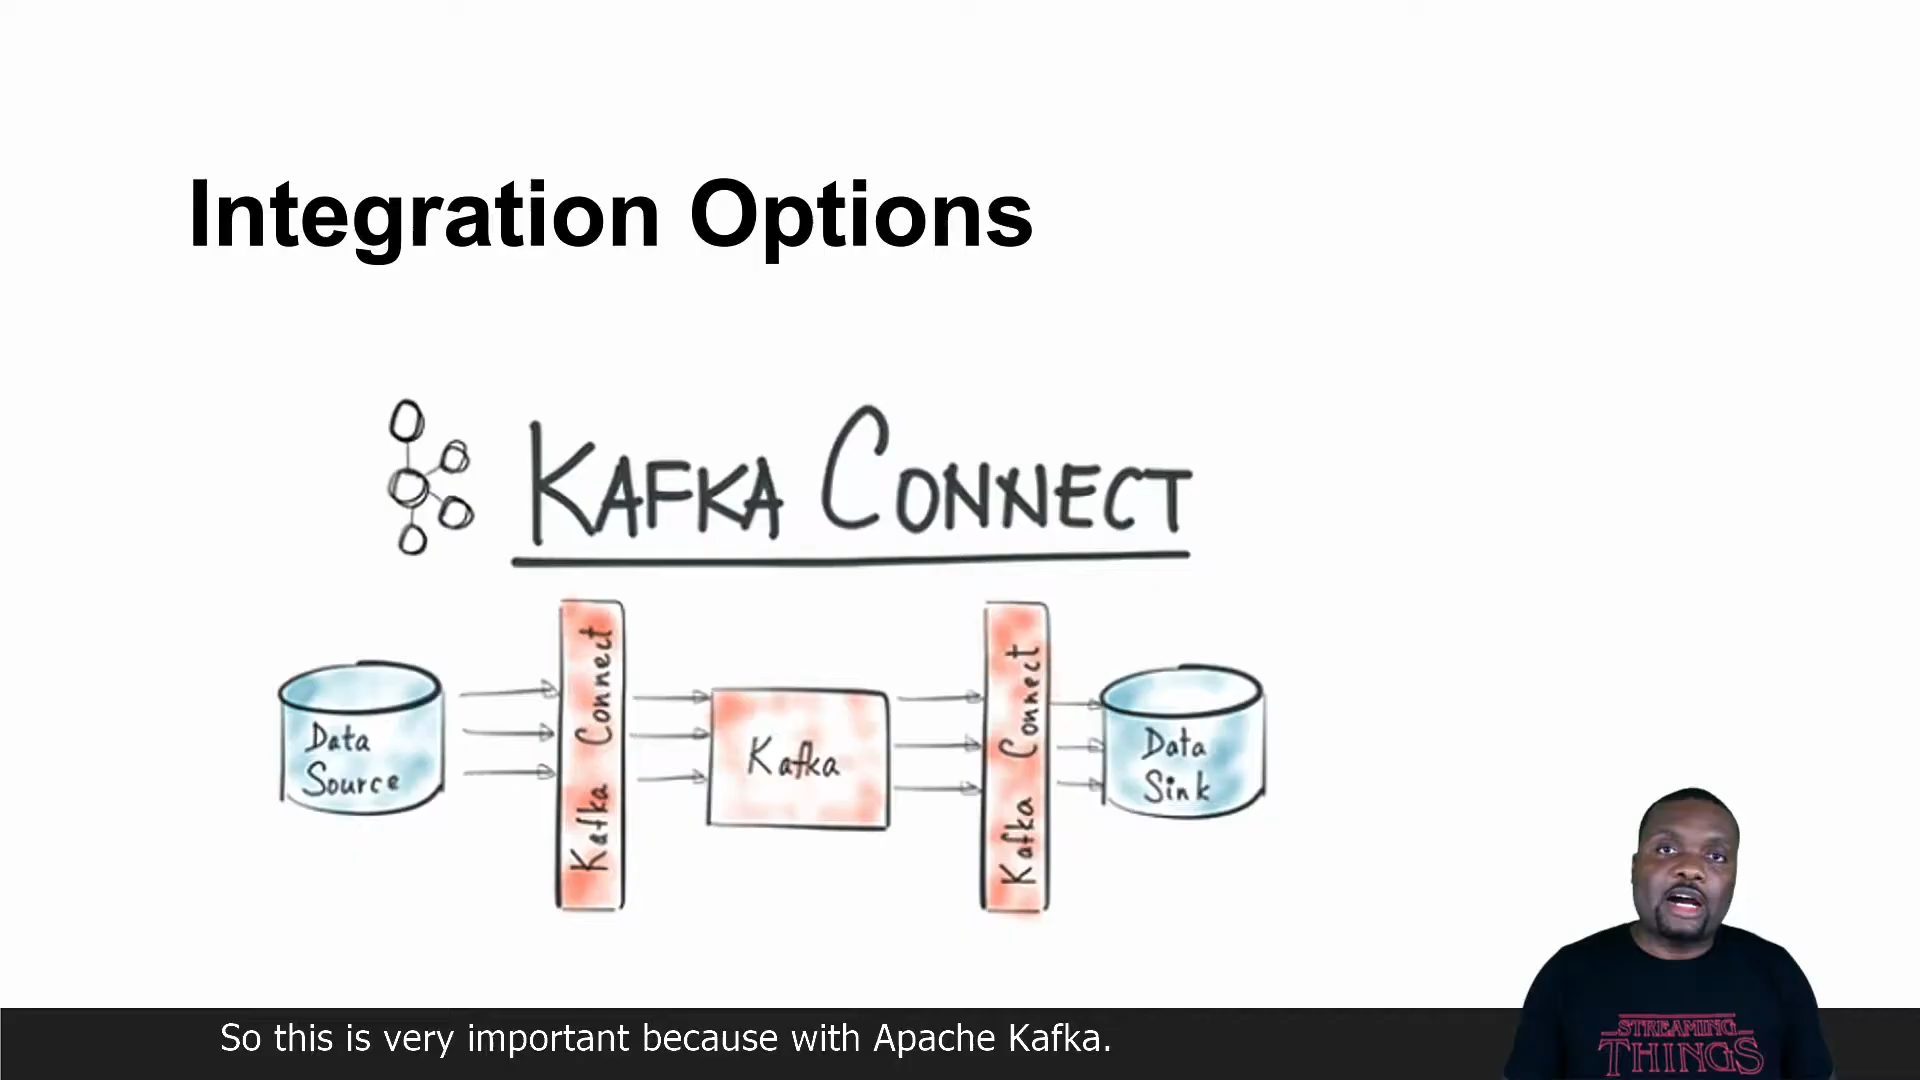 Integration Options
KAFKA CONNECT
Data
Source
Kafka Connect
Kafka
Kafka Connect
Data
Sink
STREAMING
THINGS
So this is very important because with Apache Kafka.